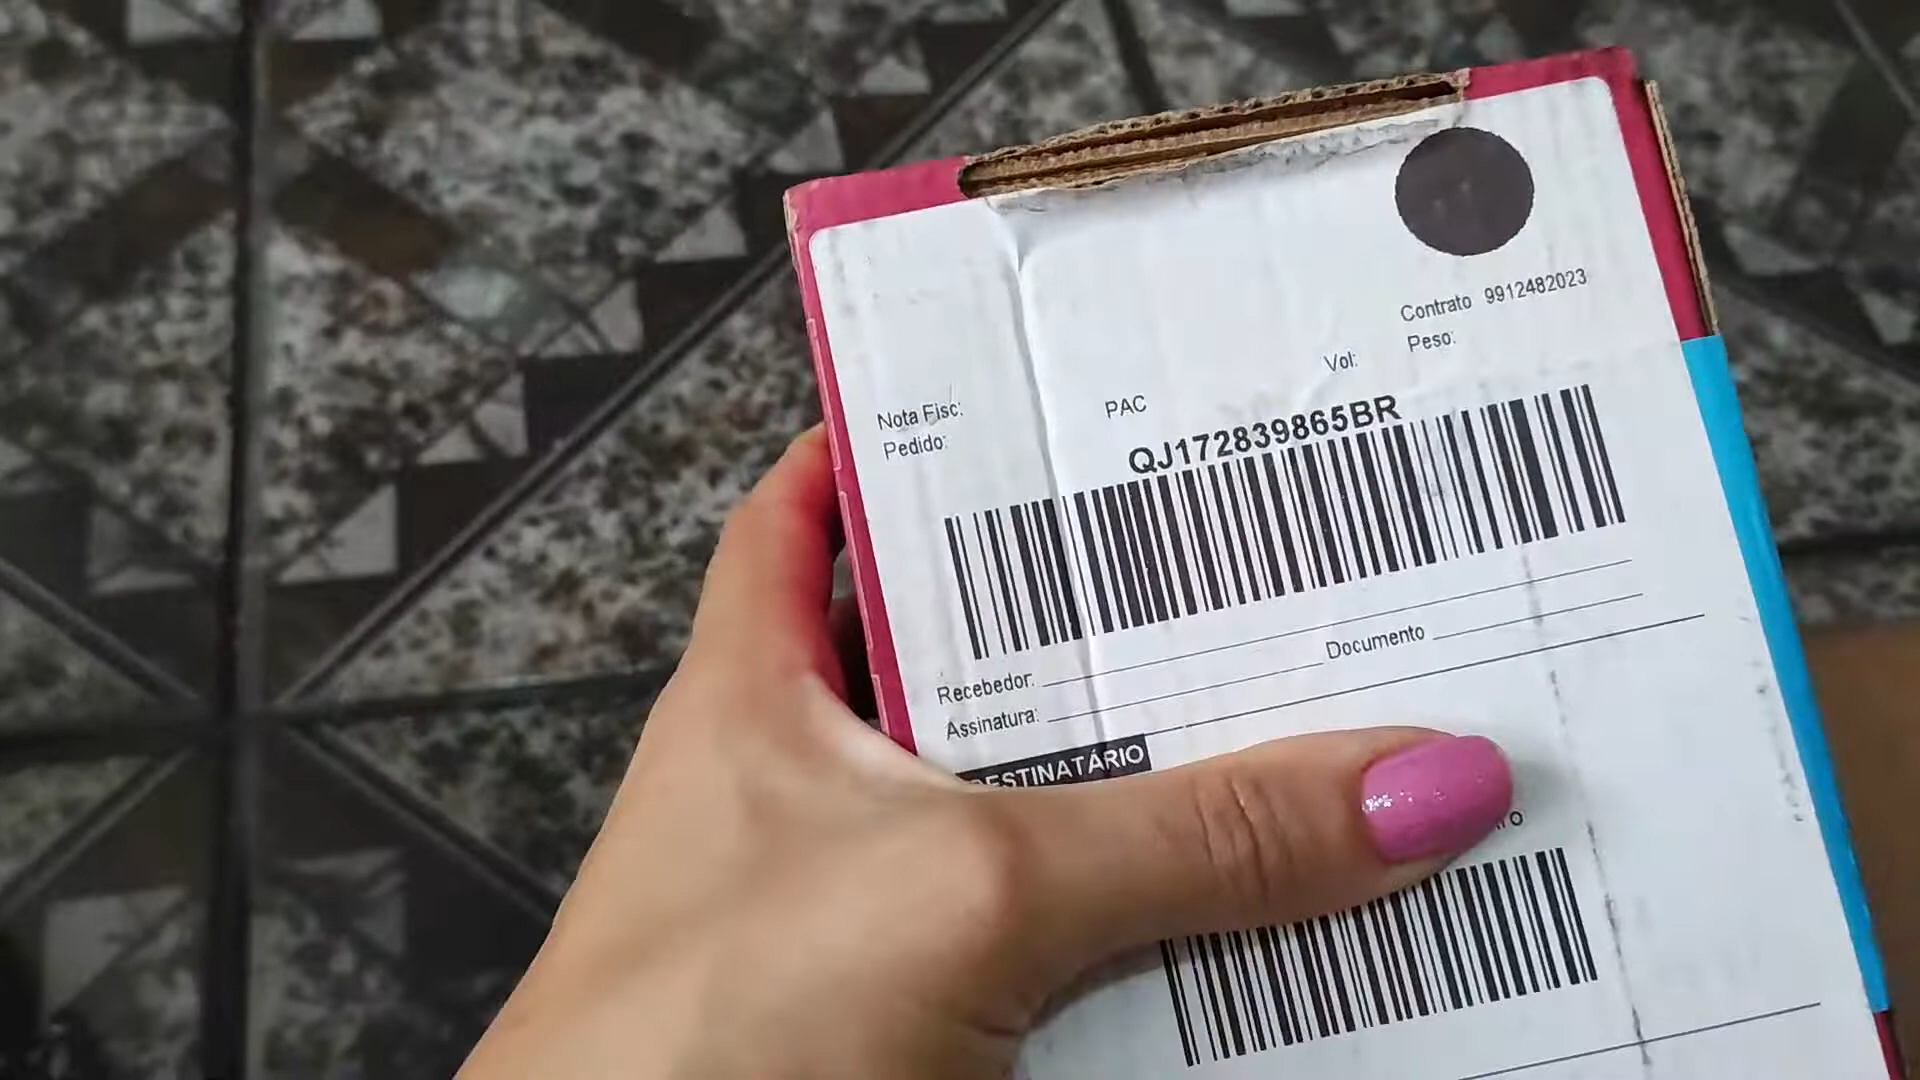 Contrato 9912482023
Vol: Peso:
Nota Fisc: PAC
Pedido:
QJ172839865BR
Recebedor:
Assinatura: Documento
DESTINATÁRIO